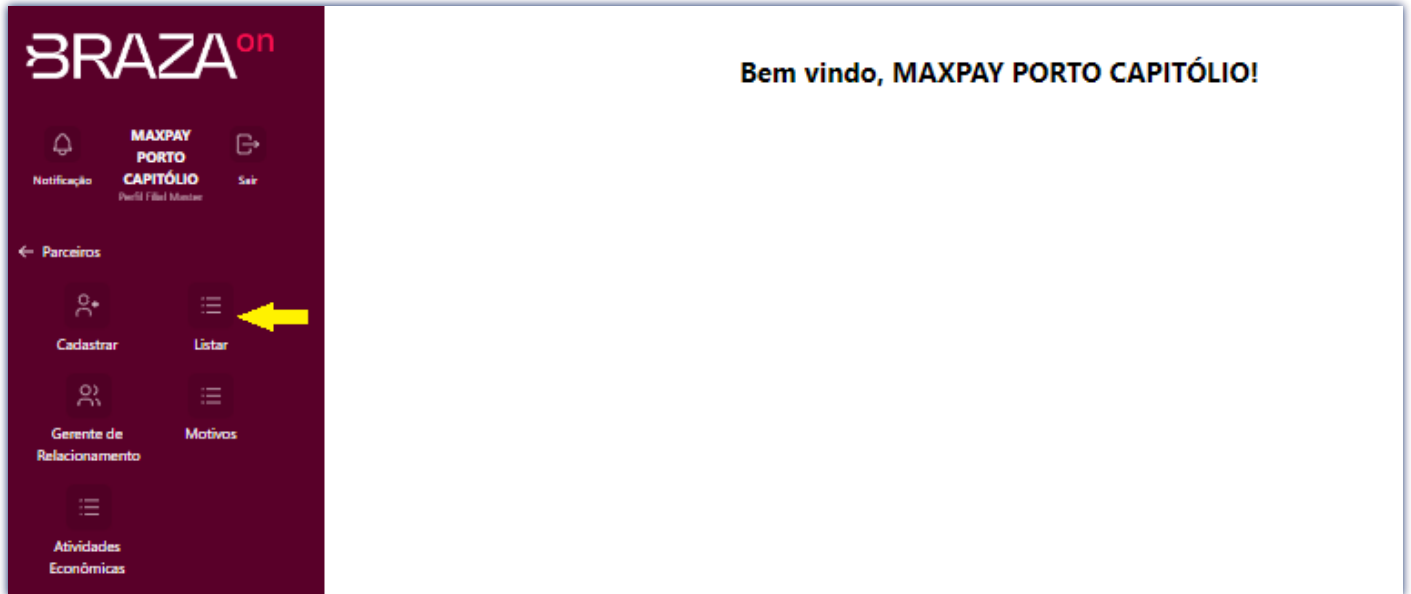 BRAZA on
Bem vindo, MAXPAY PORTO CAPITÓLIO!
MAXPAY
PORTO
CAPITÓLIO
Notificação
Sair
Perfil Filial Master
Parceiros
Cadastrar
Listar
Gerente de
Relacionamento
Motivos
Atividades
Econômicas